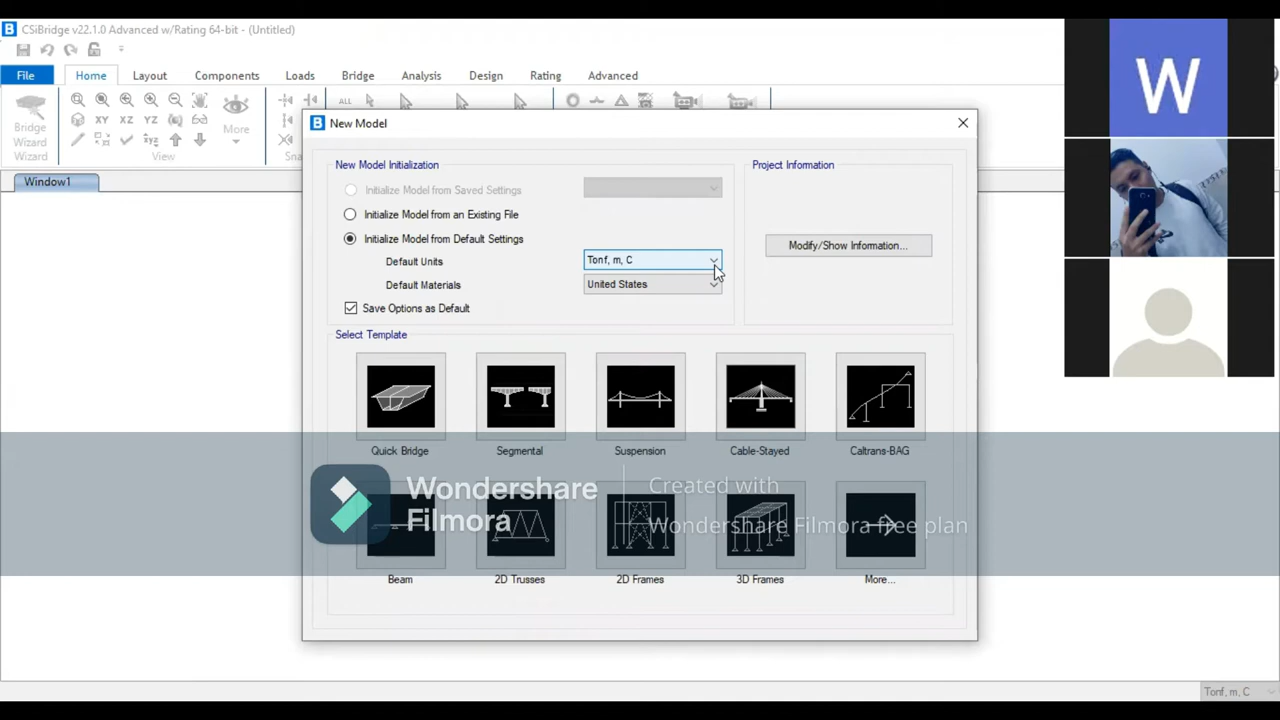 CSiBridge v22.1.0 Advanced w/Rating 64-bit - (Untitled)
File
Home
Layout
Components
Loads
Bridge
Analysis
Design
Rating
Advanced
Bridge
Wizard
Wizard
XY XZ YZ
xyz
More
View
Sna
ALL
Window1
New Model
New Model Initialization
Initialize Model from Saved Settings
Initialize Model from an Existing File
Initialize Model from Default Settings
Default Units
Tonf, m, C
Default Materials
United States
Save Options as Default
Project Information
Modify/Show Information...
Select Template
Quick Bridge
Segmental
Suspension
Cable-Stayed
Caltrans-BAG
Wondershare
Filmora
Created with
Wondershare Filmora free plan
Beam
2D Trusses
2D Frames
3D Frames
More...
W
Tonf, m, C